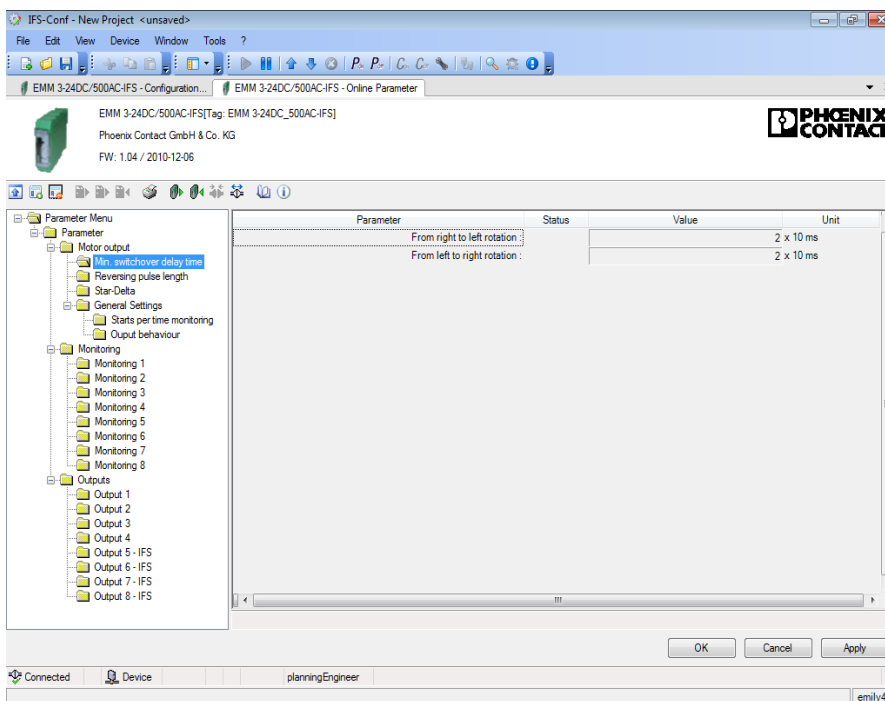 IFS-Conf - New Project <unsaved>
File Edit View Device Window Tools ?
EMM 3-24DC/500AC-IFS - Configuration... EMM 3-24DC/500AC-IFS - Online Parameter
EMM 3-24DC/500AC-IFS[Tag: EMM 3-24DC_500AC-IFS]
Phoenix Contact GmbH & Co. KG
FW: 1.04 / 2010-12-06
PHŒNIX
CONTACT
Parameter Menu
Parameter
Motor output
Min. switchover delay time
Reversing pulse length
Star-Delta
General Settings
Starts per time monitoring
Ouput behaviour
Monitoring
Monitoring 1
Monitoring 2
Monitoring 3
Monitoring 4
Monitoring 5
Monitoring 6
Monitoring 7
Monitoring 8
Outputs
Output 1
Output 2
Output 3
Output 4
Output 5 - IFS
Output 6 - IFS
Output 7 - IFS
Output 8 - IFS
Parameter Status Value Unit
From right to left rotation : 2 x 10 ms
From left to right rotation : 2 x 10 ms
OK Cancel Apply
Connected Device planningEngineer
emily4